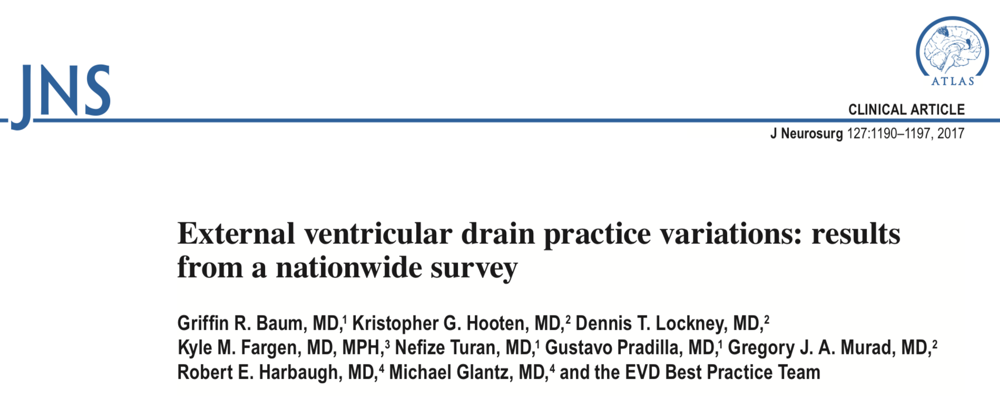 JNS
ATLAS
CLINICAL ARTICLE
J Neurosurg 127:1190–1197, 2017
External ventricular drain practice variations: results
from a nationwide survey
Griffin R. Baum, MD,¹ Kristopher G. Hooten, MD,² Dennis T. Lockney, MD,²
Kyle M. Fargen, MD, MPH,³ Nefize Turan, MD,¹ Gustavo Pradilla, MD,¹ Gregory J. A. Murad, MD,²
Robert E. Harbaugh, MD,⁴ Michael Glantz, MD,⁴ and the EVD Best Practice Team